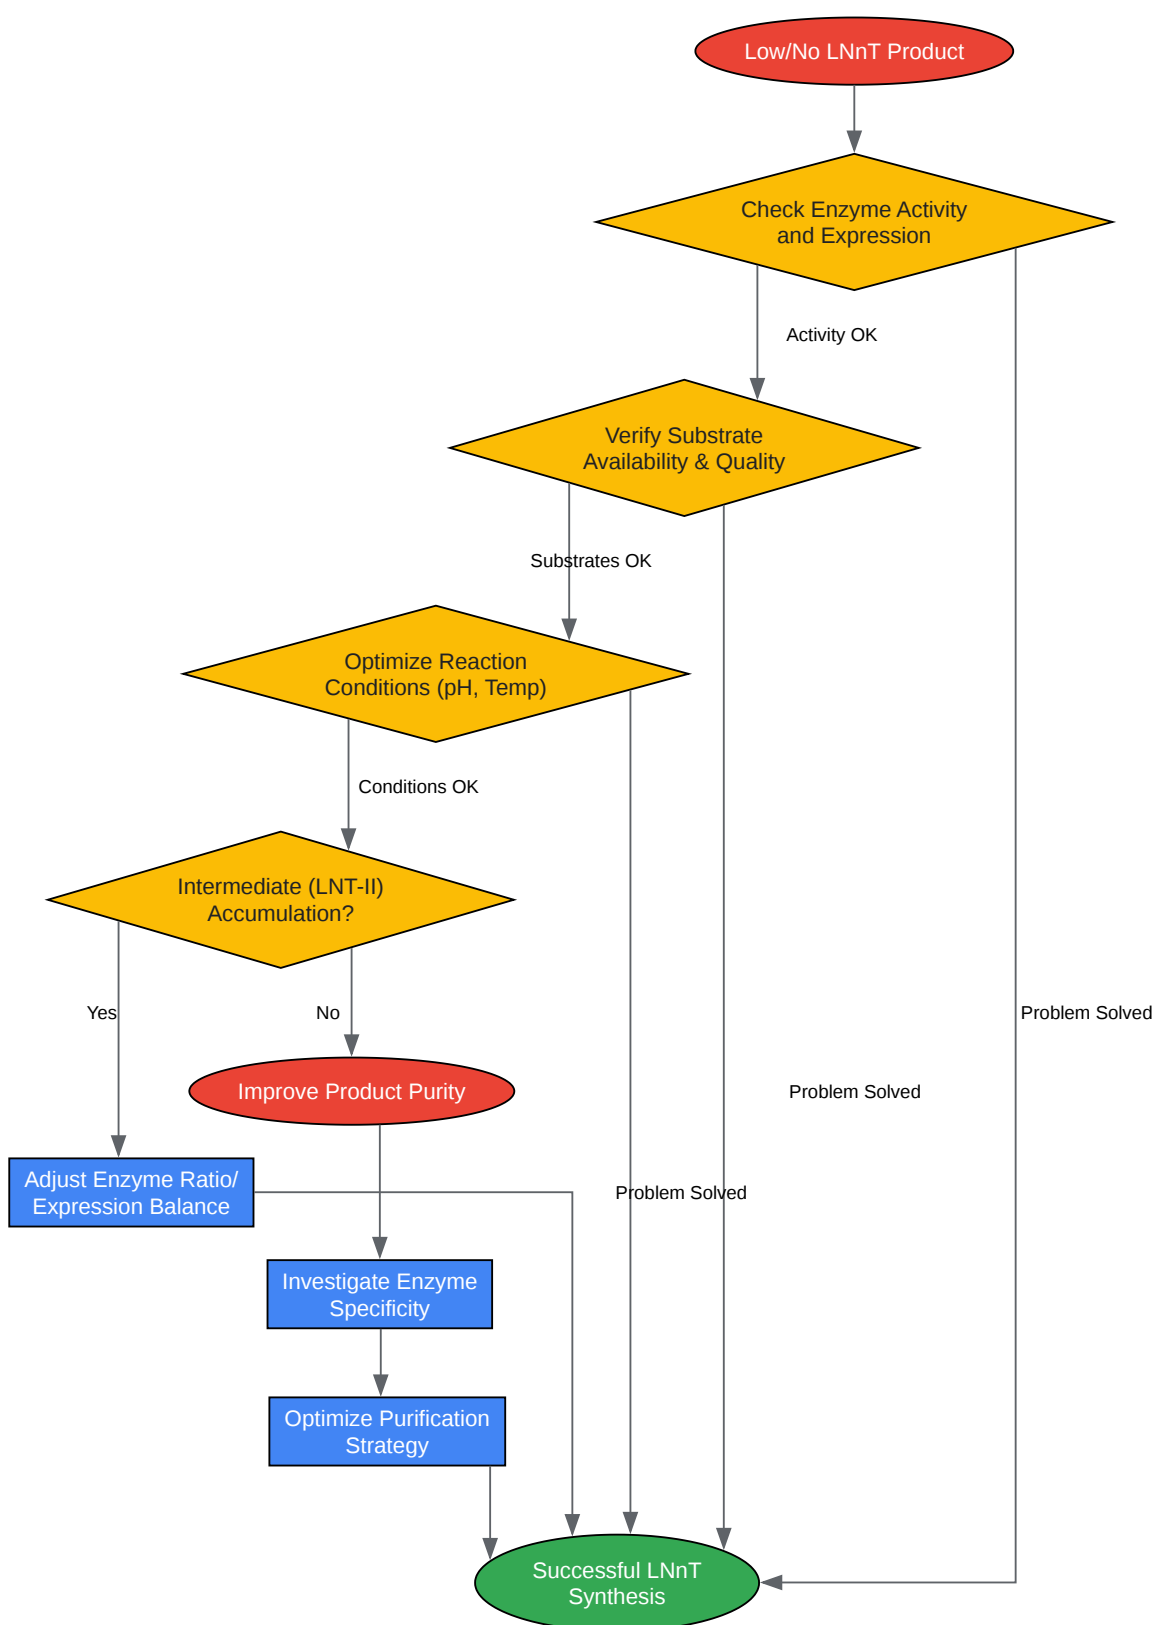 Low/No LNnT Product
Check Enzyme Activity
and Expression
Activity OK
Verify Substrate
Availability & Quality
Substrates OK
Optimize Reaction
Conditions (pH, Temp)
Conditions OK
Intermediate (LNT-II)
Accumulation?
Yes
No
Problem Solved
Improve Product Purity
Problem Solved
Adjust Enzyme Ratio/
Expression Balance
Problem Solved
Investigate Enzyme
Specificity
Optimize Purification
Strategy
Successful LNnT
Synthesis